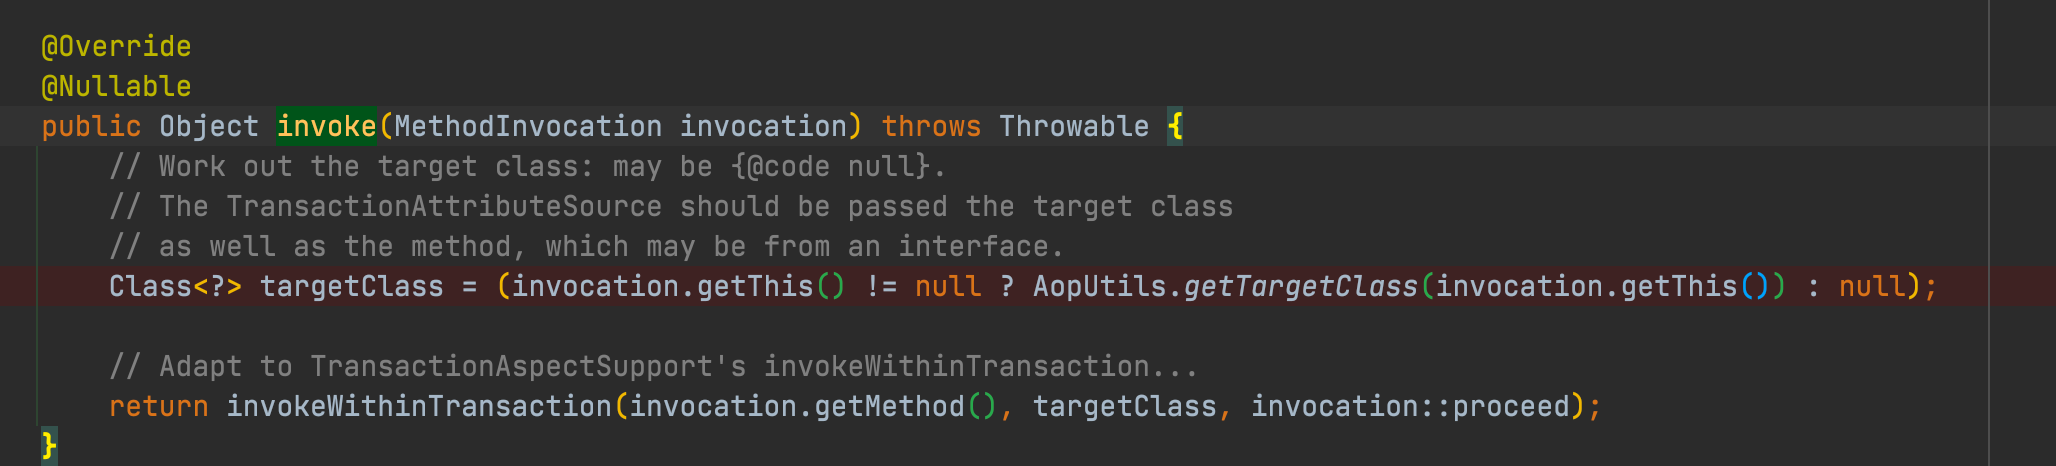 @Override
@Nullable
public Object invoke(MethodInvocation invocation) throws Throwable {
// Work out the target class: may be {@code null}.
// The TransactionAttributeSource should be passed the target class
// as well as the method, which may be from an interface.
Class<?> targetClass = (invocation.getThis() != null ? AopUtils.getTargetClass(invocation.getThis()) : null);
// Adapt to TransactionAspectSupport's invokeWithinTransaction...
return invokeWithinTransaction(invocation.getMethod(), targetClass, invocation::proceed);
}